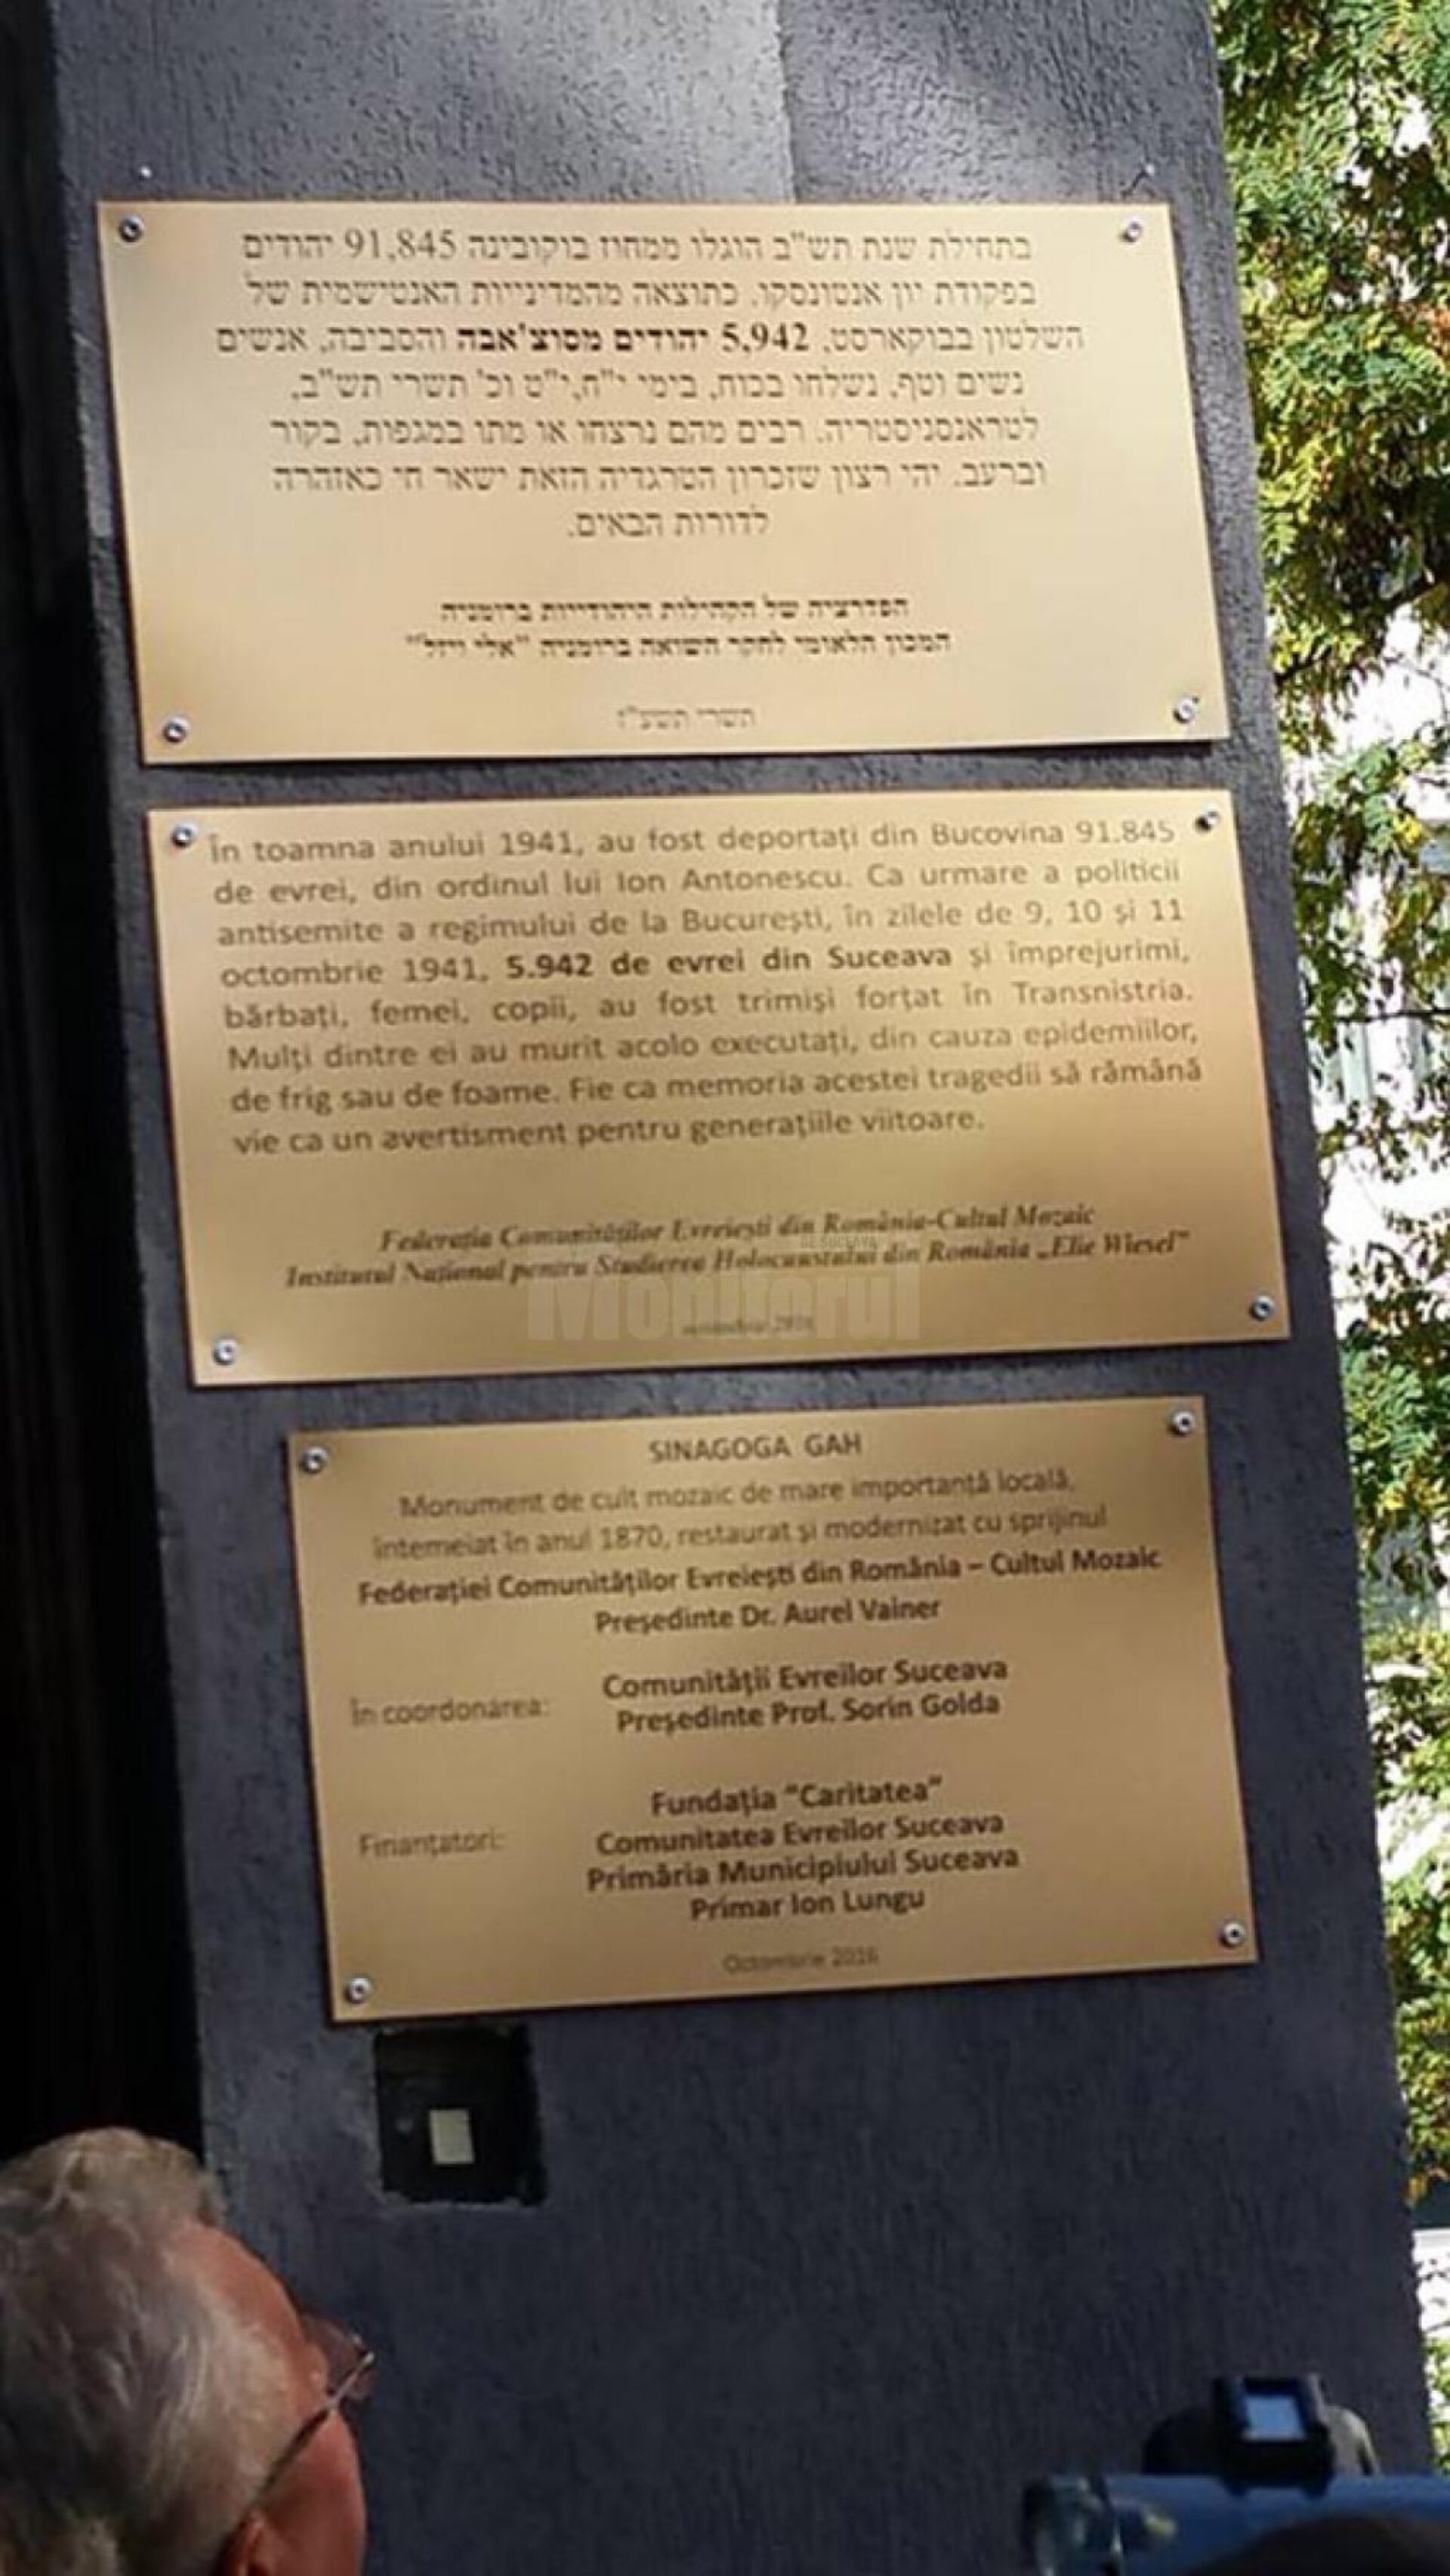 בתחילת שנת תש"ב הוגלו ממחוז בוקובינה 91,845 יהודים
בפקודת יון אנטונסקו. כתוצאה מהמדינייות האנטישמית של
השלטון בבוקארסט, 5,942 יהודים מסוצ'אבה והסביבה, אנשים
נשים וטף, נשלחו בכוח, בימי י"ח,י"ט וכ' תשרי תש"ב,
לטראנסניסטריה. רבים מהם נרצחו או מתו במגפות, בקור
וברעב. יהי רצון שזכרון הטרגדיה הזאת ישאר חי כאזהרה
לדורות הבאים.
הפדרציה של הקהילות היהודייות ברומניה
המכון הלאומי לחקר השואה ברומניה "אלי ויזל"
תשרי תשע"ז
În toamna anului 1941, au fost deportați din Bucovina 91.845
de evrei, din ordinul lui Ion Antonescu. Ca urmare a politicii
antisemite a regimului de la București, în zilele de 9, 10 și 11
octombrie 1941, 5.942 de evrei din Suceava și împrejurimi,
bărbați, femei, copii, au fost trimiși forțat în Transnistria.
Mulți dintre ei au murit acolo executați, din cauza epidemiilor,
de frig sau de foame. Fie ca memoria acestei tragedii să rămână
vie ca un avertisment pentru generațiile viitoare.
Federația Comunităților Evreiești din România-Cultul Mozaic
Institutul Național pentru Studierea Holocaustului din România „Elie Wiesel”
Monitorul
2016
SINAGOGA GAH
Monument de cult mozaic de mare importanță locală,
întemeiat în anul 1870, restaurat și modernizat cu sprijinul
Federației Comunităților Evreiești din România – Cultul Mozaic
Președinte Dr. Aurel Vainer
În coordonarea:
Comunității Evreilor Suceava
Președinte Prof. Sorin Golda
Finanțatori:
Fundația “Caritatea”
Comunitatea Evreilor Suceava
Primăria Municipiului Suceava
Primar Ion Lungu
Octombrie 2016